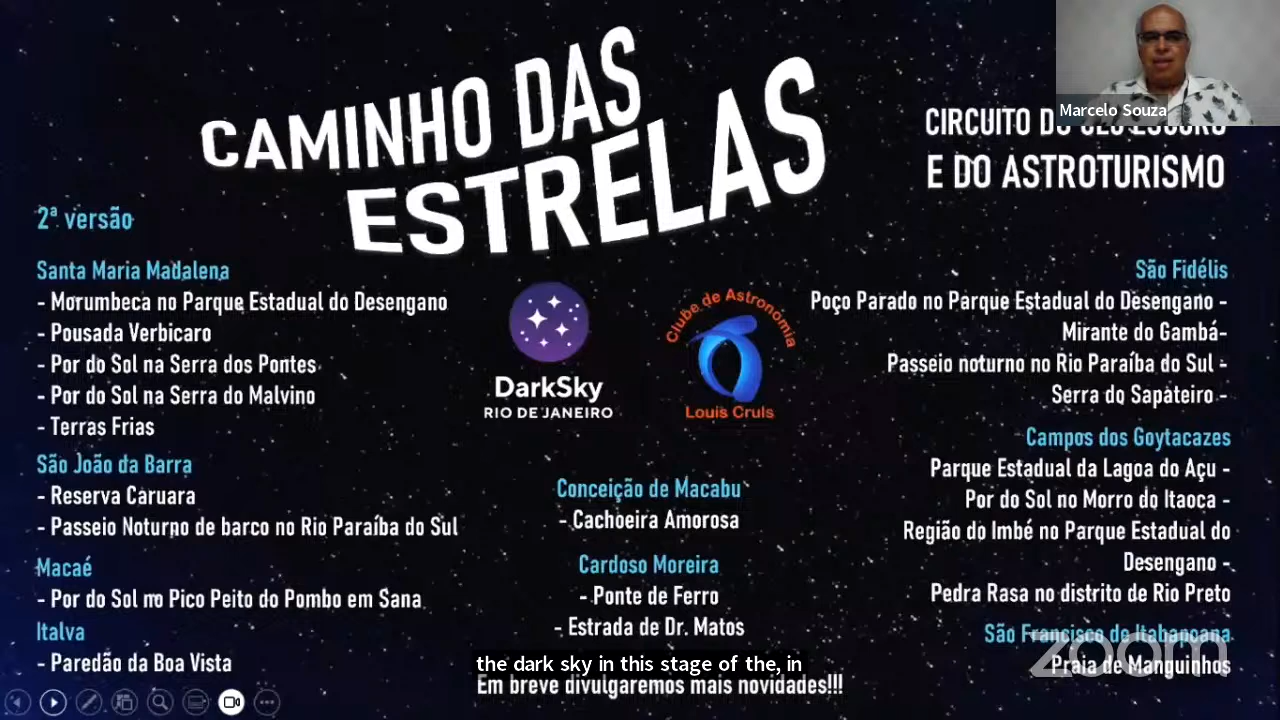 CAMINHO DAS
ESTRELAS
Marcelo Souza
CIRCUITO DO CÉU ESCURO
E DO ASTROTURISMO
2ª versão
Santa Maria Madalena
- Morumbeca no Parque Estadual do Desengano
- Pousada Verbicaro
- Por do Sol na Serra dos Pontes
- Por do Sol na Serra do Malvino
- Terras Frias
São João da Barra
- Reserva Caruara
- Passeio Noturno de barco no Rio Paraíba do Sul
Macaé
- Por do Sol no Pico Peito do Pombo em Sana
Italva
- Paredão da Boa Vista
DarkSky
RIO DE JANEIRO
Clube de Astronomia
Louis Cruls
Conceição de Macabu
- Cachoeira Amorosa
Cardoso Moreira
- Ponte de Ferro
- Estrada de Dr. Matos
São Fidélis
Poço Parado no Parque Estadual do Desengano -
Mirante do Gambá-
Passeio noturno no Rio Paraíba do Sul -
Serra do Sapateiro -
Campos dos Goytacazes
Parque Estadual da Lagoa do Açu -
Por do Sol no Morro do Itaoca -
Região do Imbé no Parque Estadual do
Desengano -
Pedra Rasa no distrito de Rio Preto
São Francisco de Itabapoana
Praia de Manguinhos
zoom
the dark sky in this stage of the, in
Em breve divulgaremos mais novidades!!!